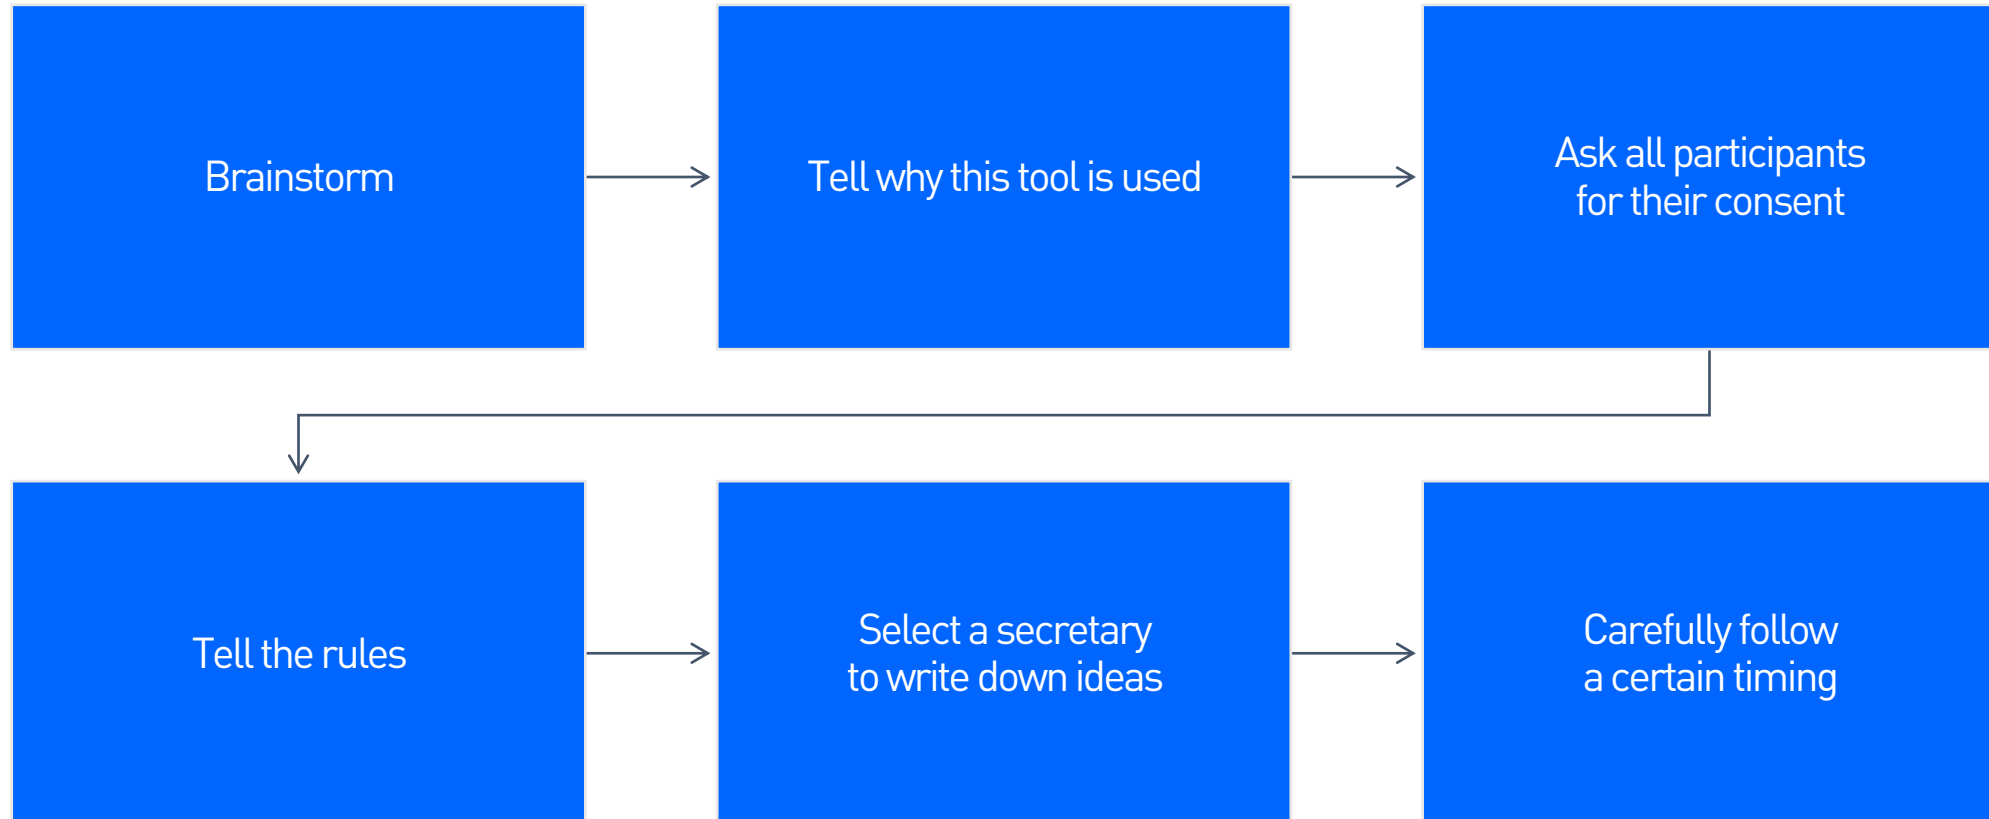 Brainstorm
Tell why this tool is used
Ask all participants
for their consent
Tell the rules
Select a secretary
to write down ideas
Carefully follow
a certain timing